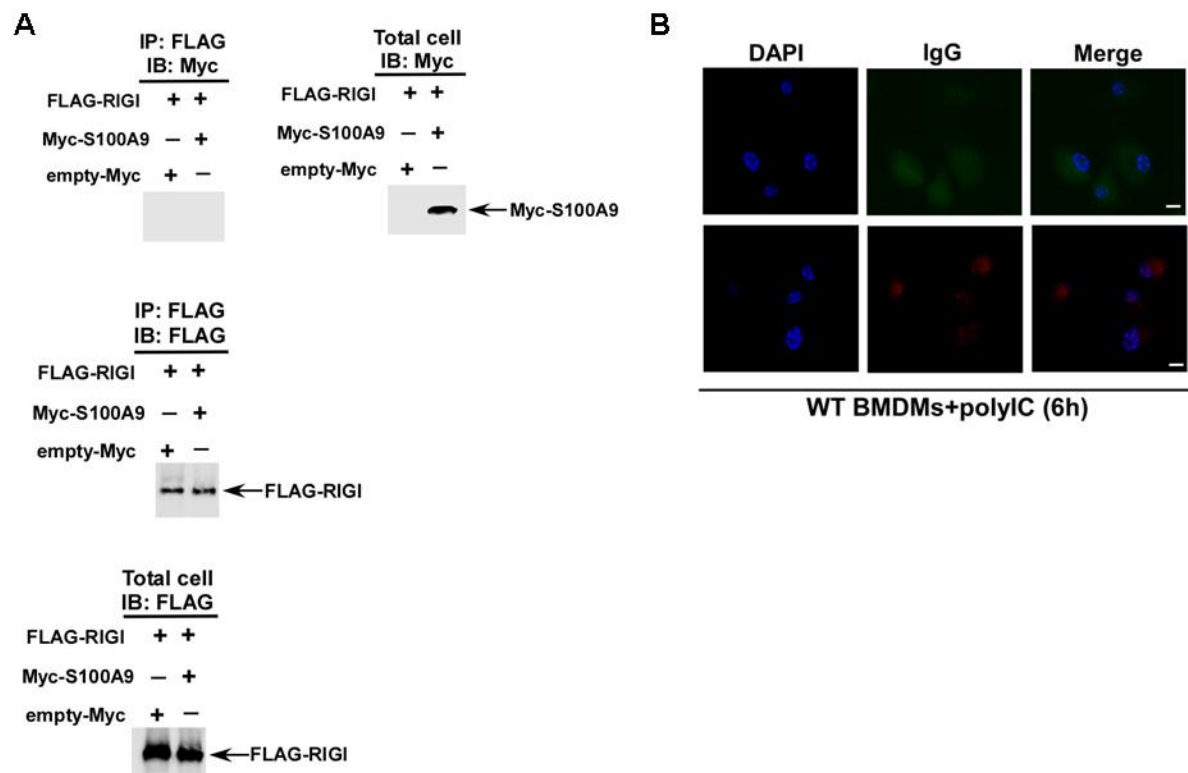 A
IP: FLAG
IB: Myc
FLAG-RIGI + +
Myc-S100A9 – +
empty-Myc + –
Total cell
IB: Myc
FLAG-RIGI + +
Myc-S100A9 – +
empty-Myc + –
Myc-S100A9
IP: FLAG
IB: FLAG
FLAG-RIGI + +
Myc-S100A9 – +
empty-Myc + –
FLAG-RIGI
Total cell
IB: FLAG
FLAG-RIGI + +
Myc-S100A9 – +
empty-Myc + –
FLAG-RIGI
B
DAPI IgG Merge
WT BMDMs+polyIC (6h)